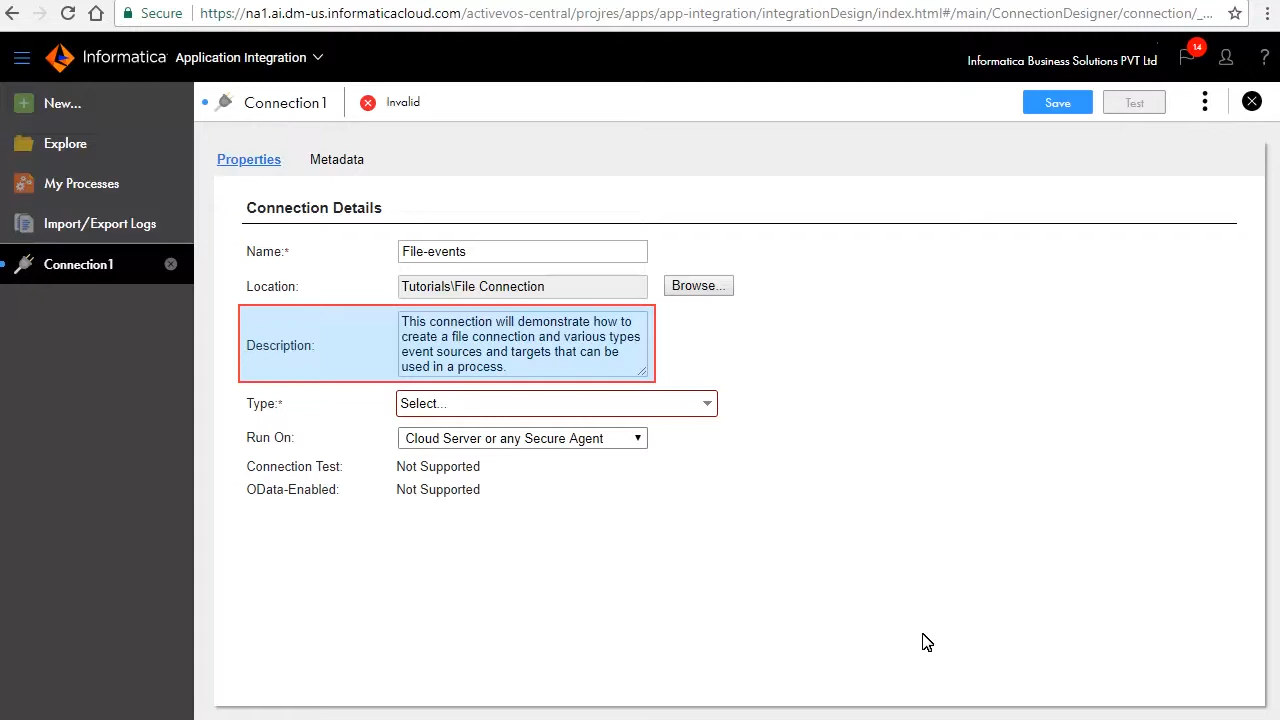 Secure https://na1.ai.dm-us.informaticacloud.com/activevos-central/projres/apps/app-integration/integrationDesign/index.html#/main/ConnectionDesigner/connection/_...
Informatica Application Integration
Informatica Business Solutions PVT Ltd
14
?
New...
Explore
My Processes
Import/Export Logs
Connection1
Connection1
Invalid
Save
Test
Properties
Metadata
Connection Details
Name:* File-events
Location: Tutorials\File Connection Browse...
Description:
This connection will demonstrate how to
create a file connection and various types
event sources and targets that can be
used in a process.
Type:* Select...
Run On: Cloud Server or any Secure Agent
Connection Test: Not Supported
OData-Enabled: Not Supported